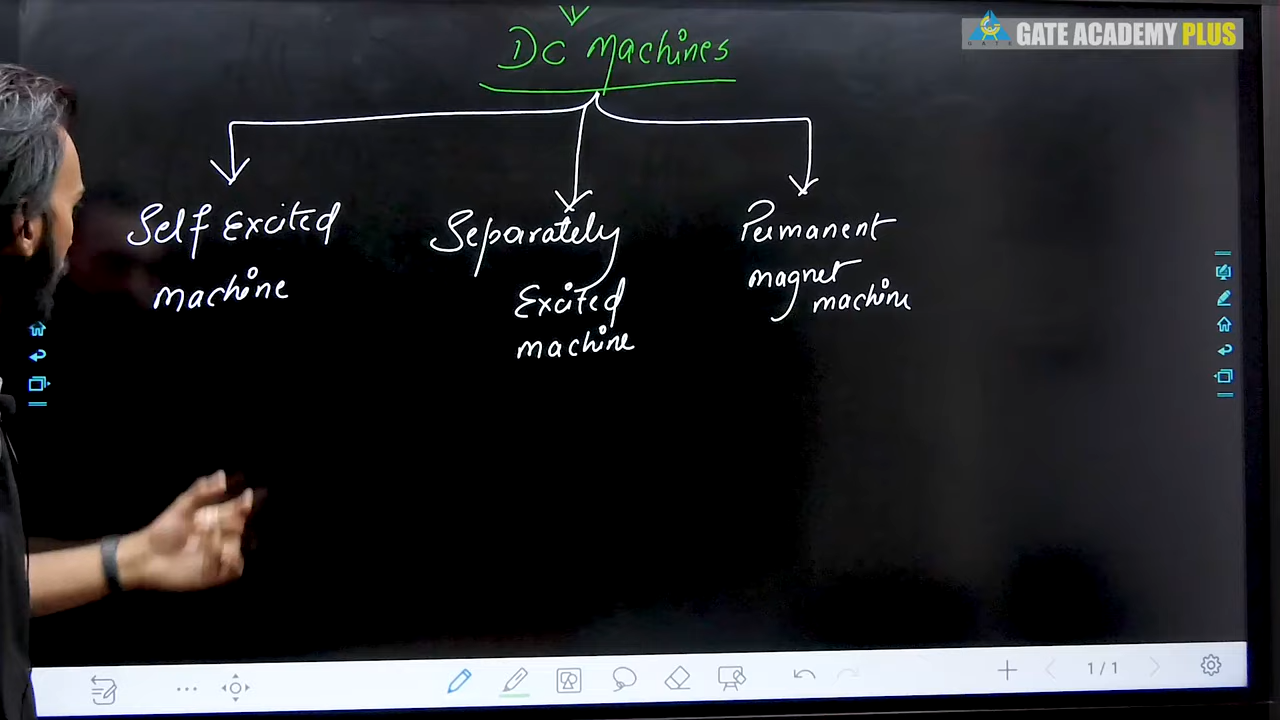 GATE ACADEMY PLUS
DC Machines
Self Excited
machine
Separately
Excited
machine
Permanent
magnet
machine
1/1